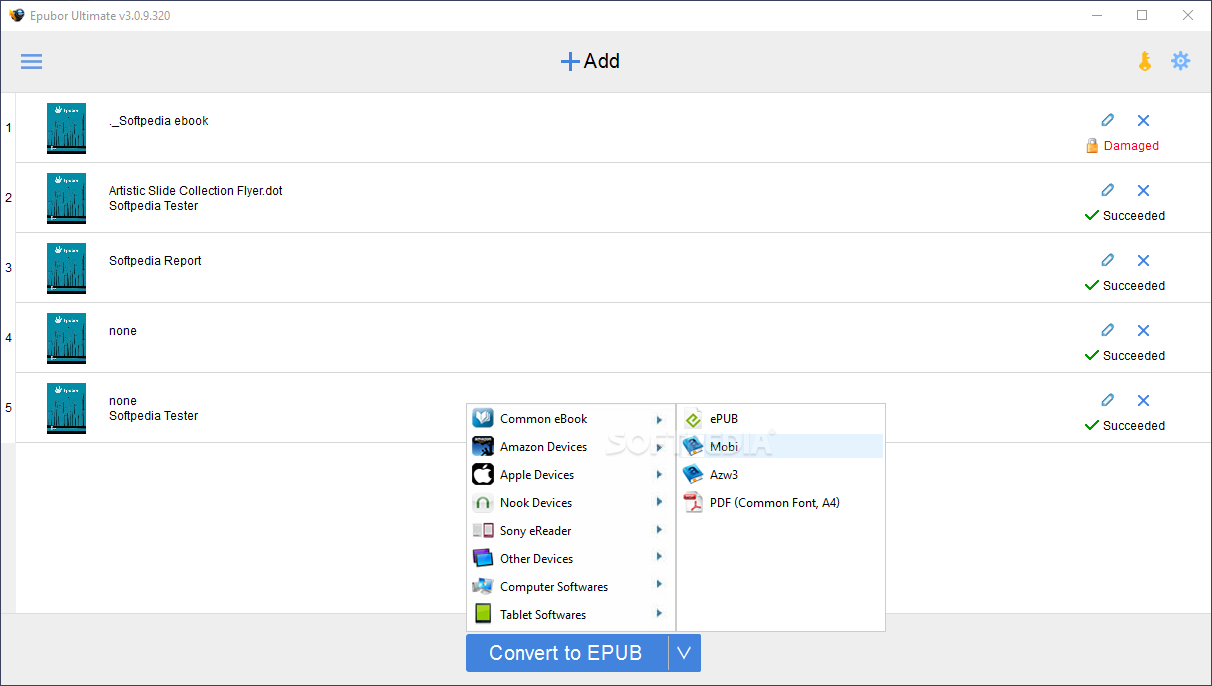 Epubor Ultimate v3.0.9.320
Add
1
._Softpedia ebook
Damaged
2
Artistic Slide Collection Flyer.dot
Softpedia Tester
Succeeded
3
Softpedia Report
Succeeded
4
none
Succeeded
5
none
Softpedia Tester
Succeeded
Common eBook
Amazon Devices
Apple Devices
Nook Devices
Sony eReader
Other Devices
Computer Softwares
Tablet Softwares
ePUB
Mobi
Azw3
PDF (Common Font, A4)
SOFTPEDIA®
Convert to EPUB